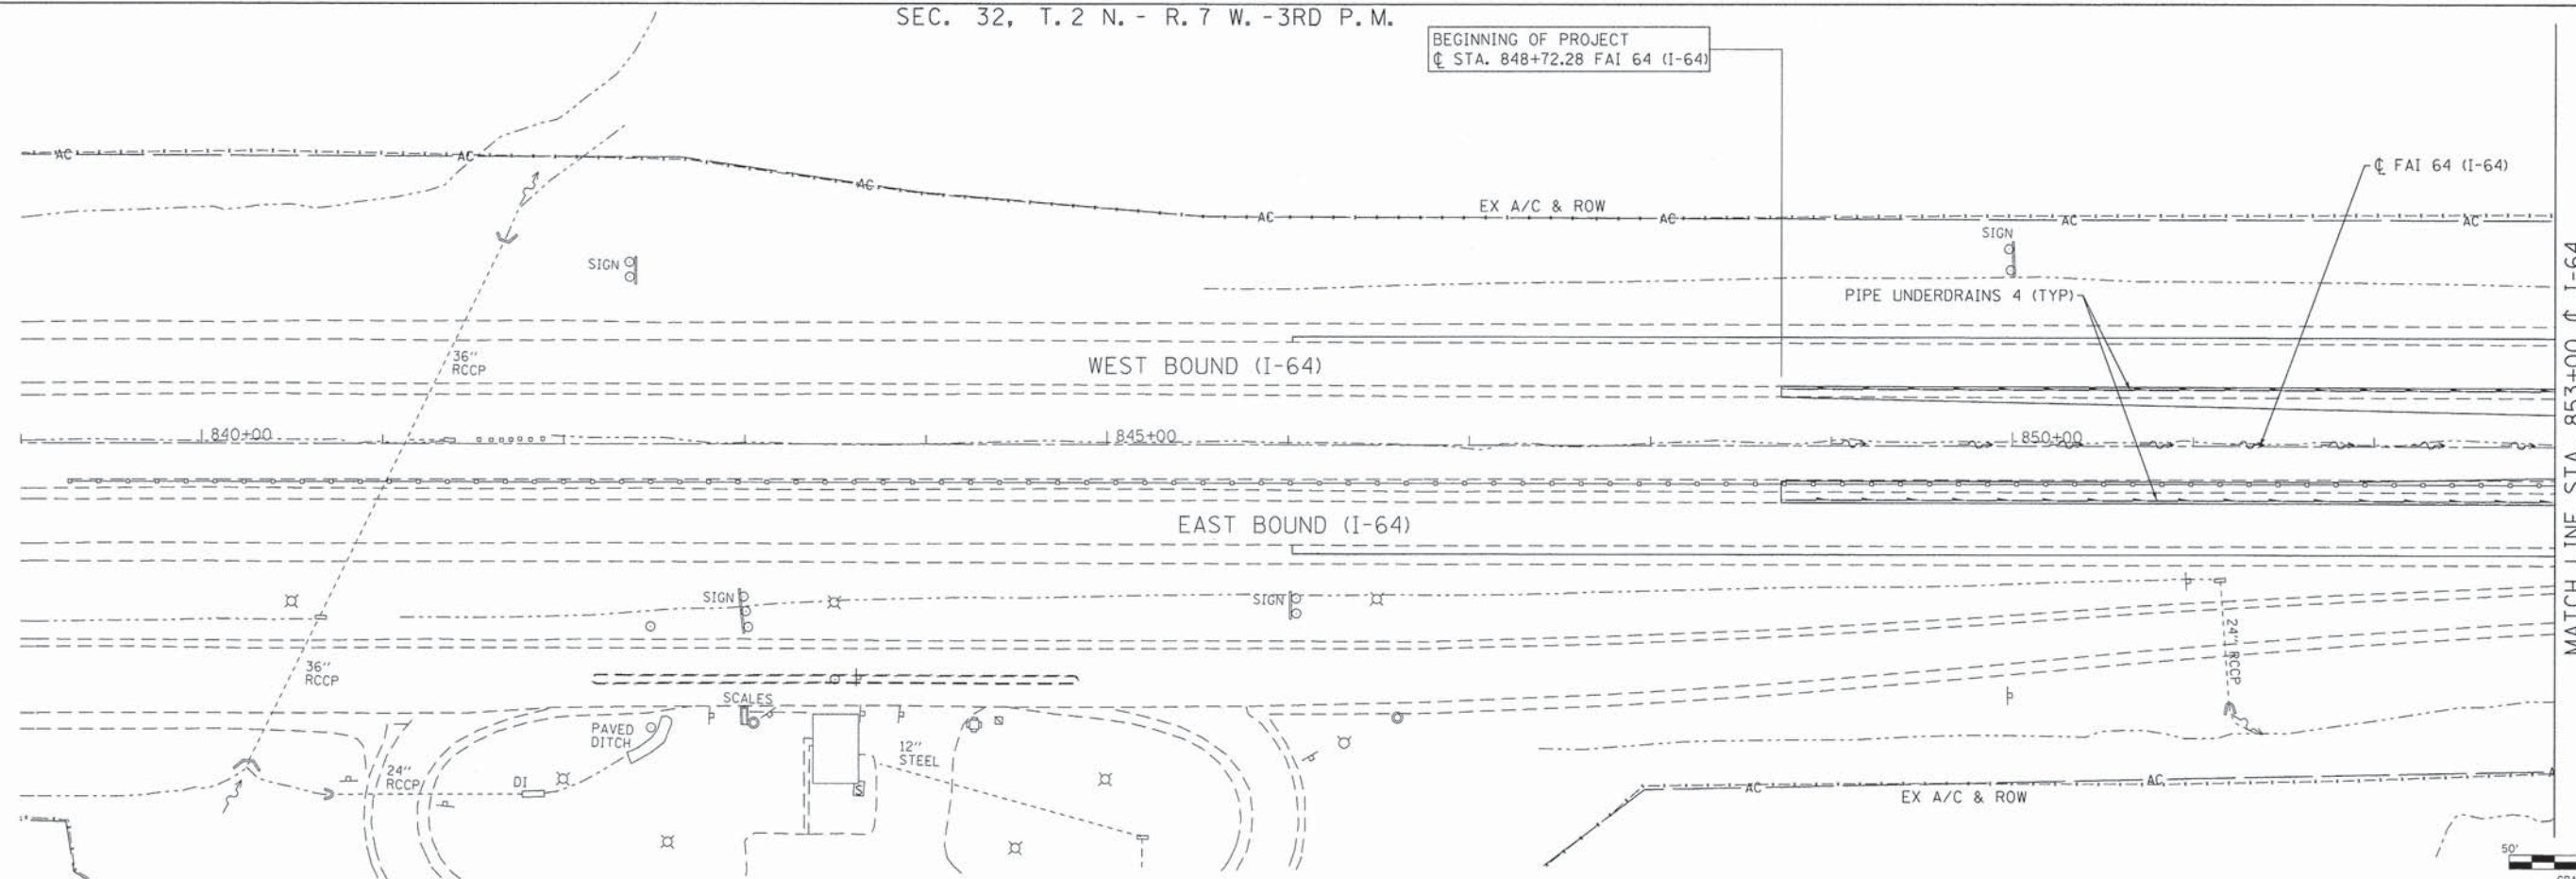 SEC. 32, T. 2 N. - R. 7 W. -3RD P. M.
BEGINNING OF PROJECT
℄ STA. 848+72.28 FAI 64 (I-64)
AC
AC
AC
AC
EX A/C & ROW
AC
AC
AC
℄ FAI 64 (I-64)
SIGN
SIGN
PIPE UNDERDRAINS 4 (TYP)
36"
RCCP
WEST BOUND (I-64)
840+00
845+00
850+00
EAST BOUND (I-64)
SIGN
SIGN
24" RCCP
36"
RCCP
SCALES
PAVED
DITCH
12"
STEEL
24"
RCCP
DI
S
AC
AC
EX A/C & ROW
MATCH LINE STA. 853+00 ℄ I-64
50'